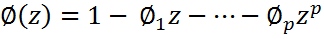 ∅(z) = 1 − ∅₁z − ⋯ − ∅ₚzᵖ